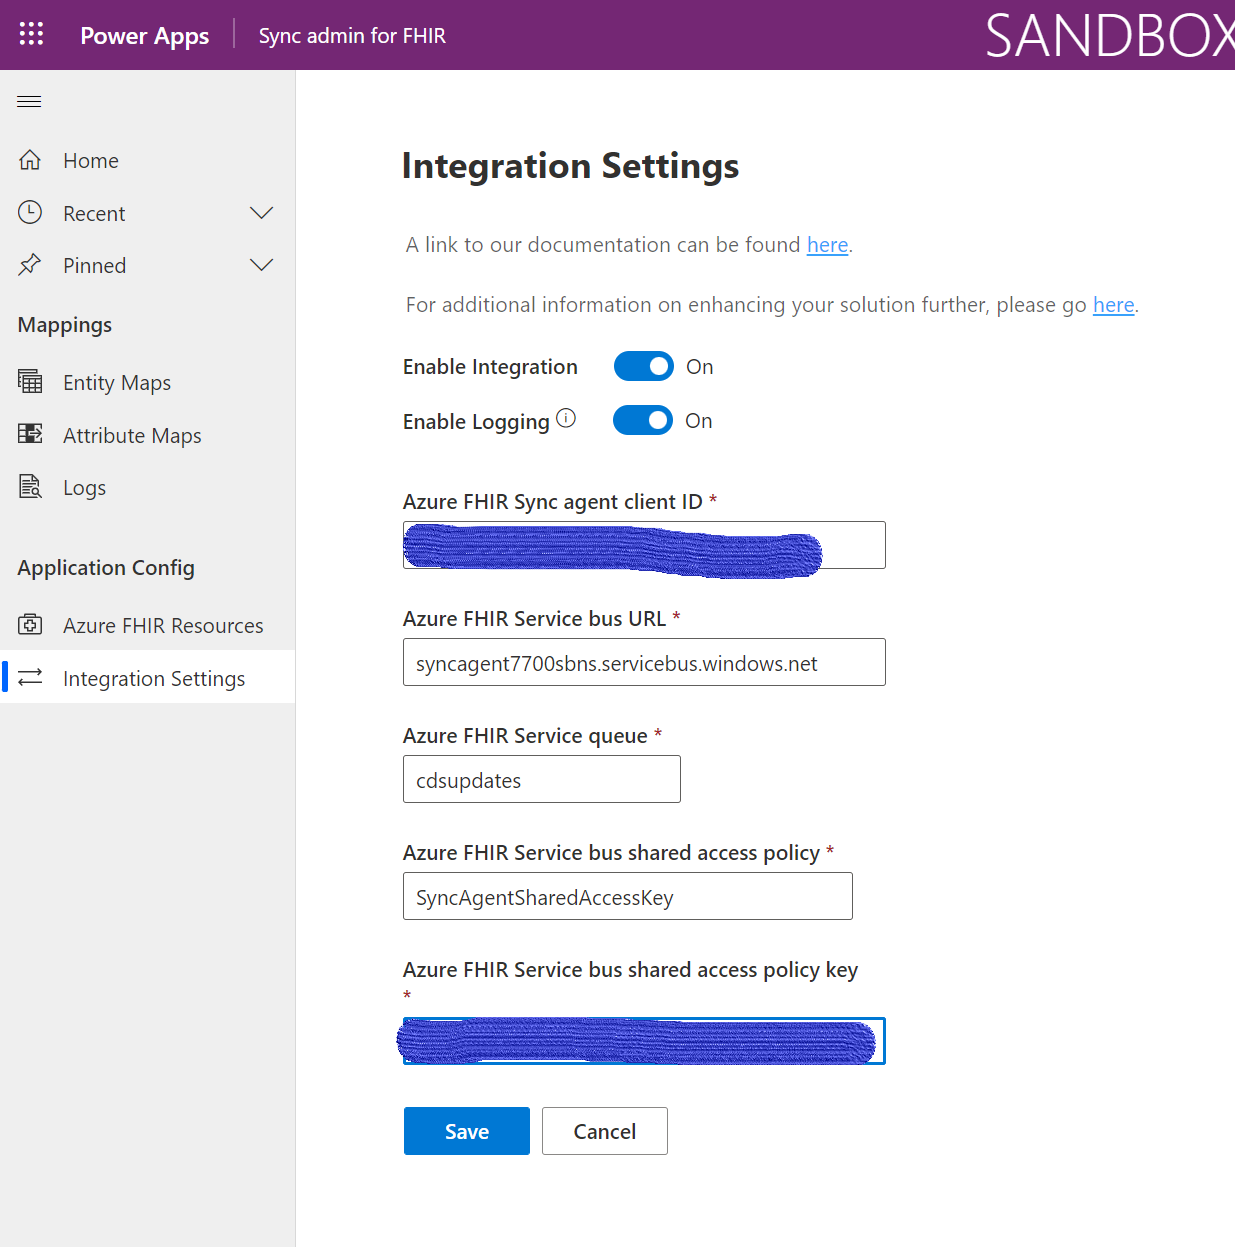 Power Apps
Sync admin for FHIR
SANDBOX
Home
Recent
Pinned
Mappings
Entity Maps
Attribute Maps
Logs
Application Config
Azure FHIR Resources
Integration Settings
Integration Settings
A link to our documentation can be found here.
For additional information on enhancing your solution further, please go here.
Enable Integration On
Enable Logging On
Azure FHIR Sync agent client ID *
Azure FHIR Service bus URL *
syncagent7700sbns.servicebus.windows.net
Azure FHIR Service queue *
cdsupdates
Azure FHIR Service bus shared access policy *
SyncAgentSharedAccessKey
Azure FHIR Service bus shared access policy key
*
Save Cancel